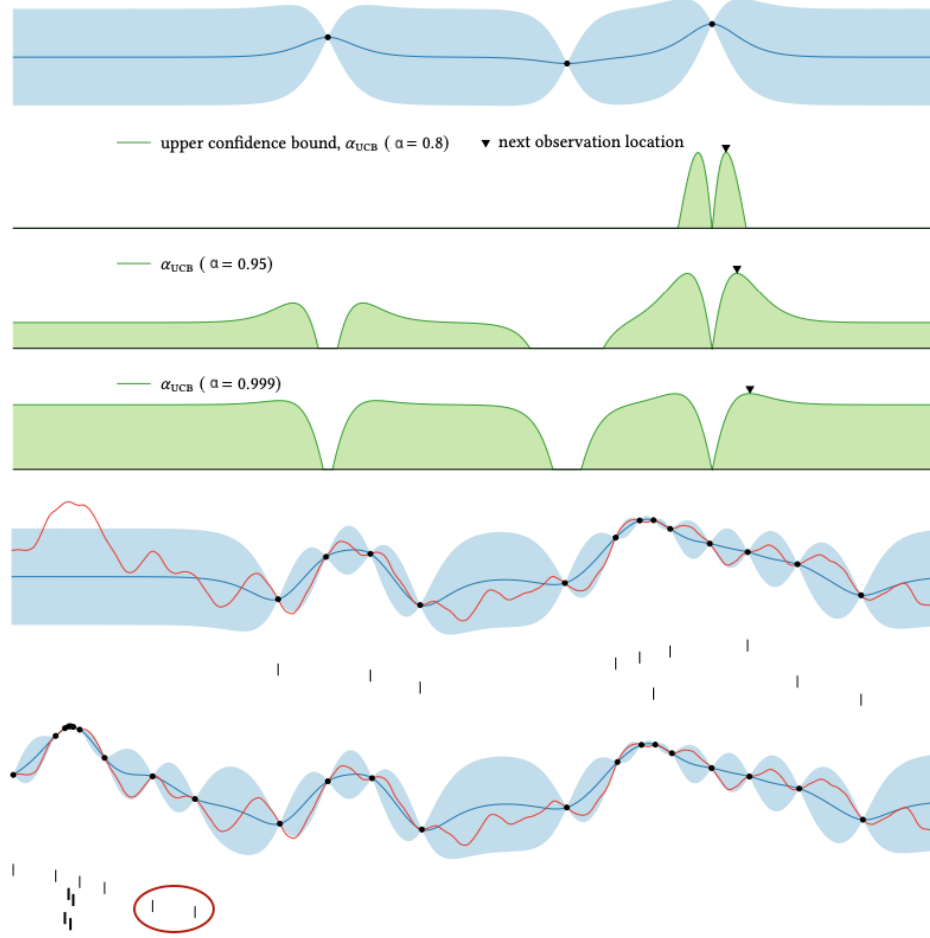 upper confidence bound, αUCB ( α = 0.8) ▼ next observation location
αUCB ( α = 0.95)
αUCB ( α = 0.999)